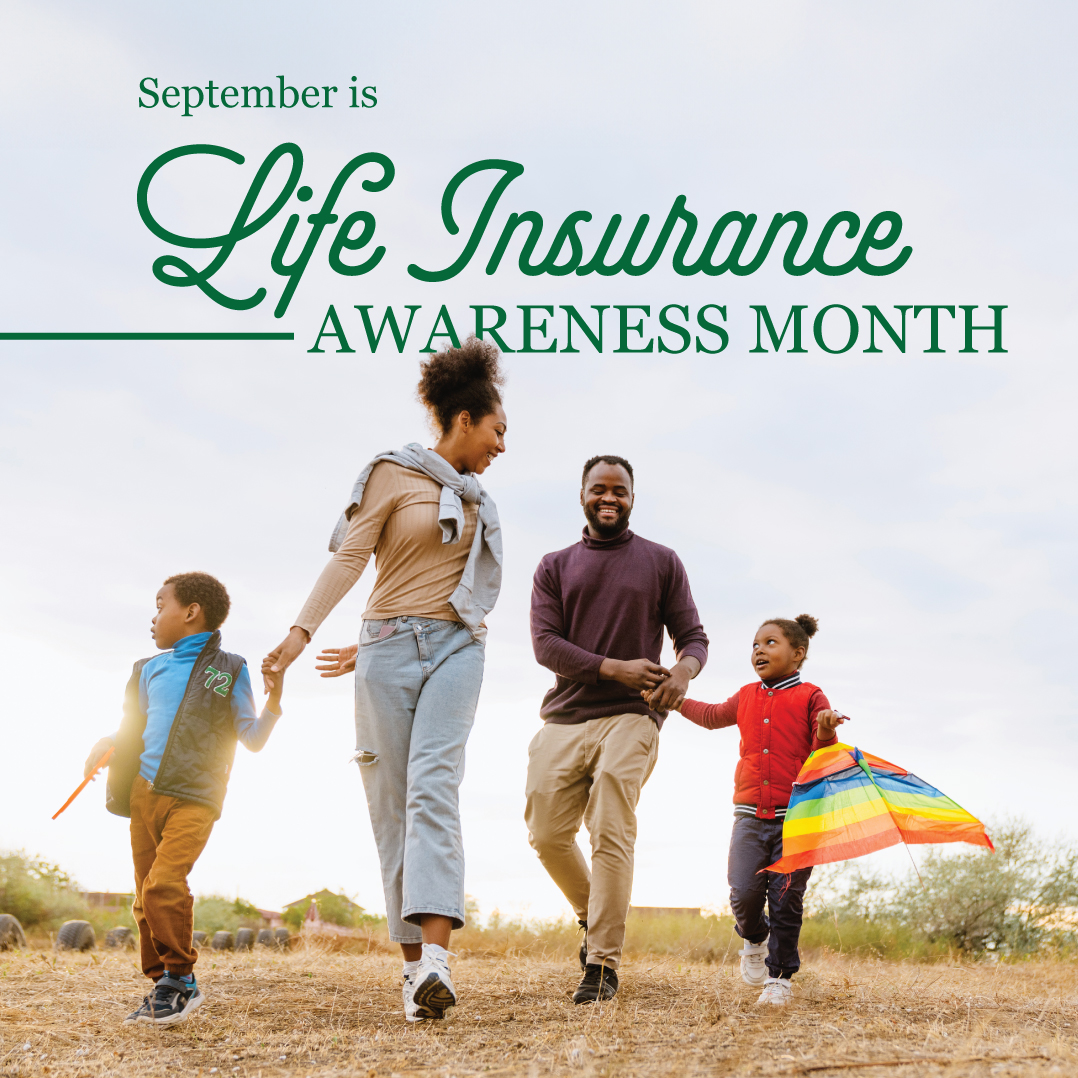 September is
Life Insurance
AWARENESS MONTH
72